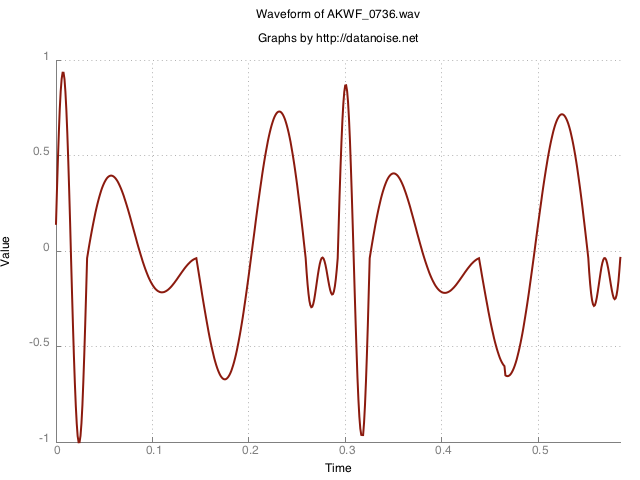 Waveform of AKWF_0736.wav
Graphs by http://datanoise.net
1
0.5
0
-0.5
-1
Value
0 0.1 0.2 0.3 0.4 0.5
Time